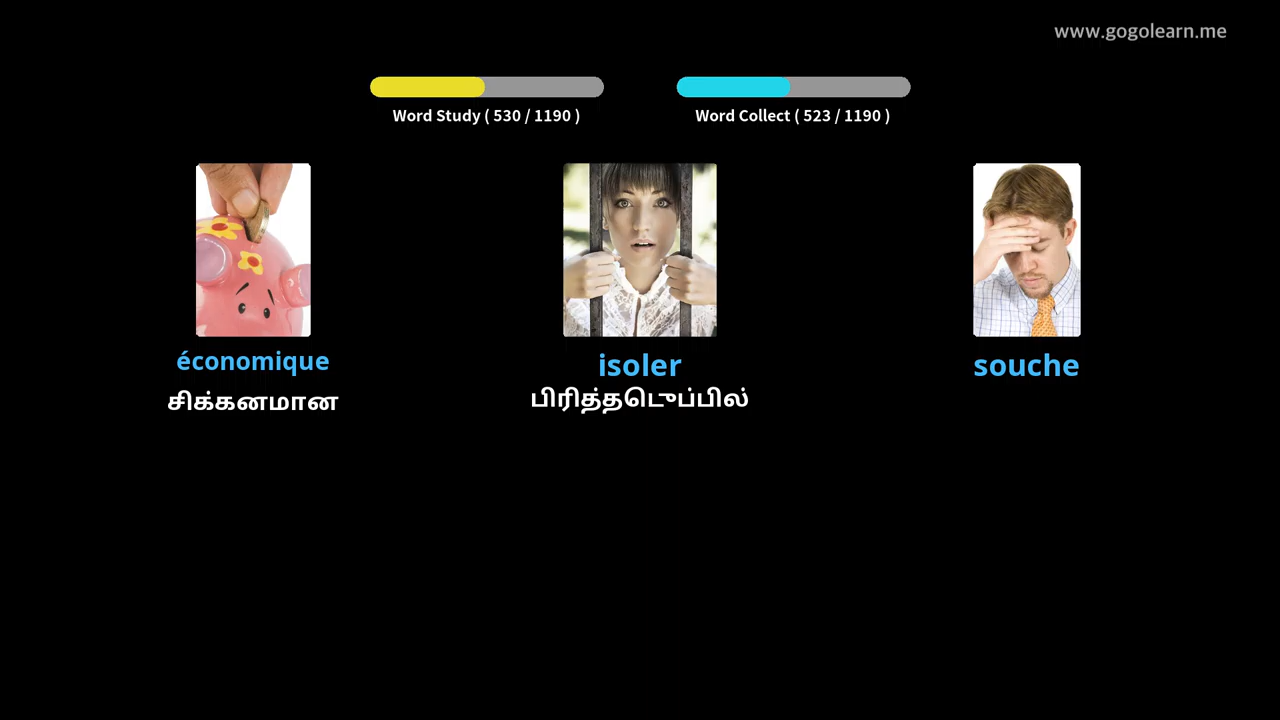 www.gogolearn.me
Word Study ( 530 / 1190 )
Word Collect ( 523 / 1190 )
économique
isoler
souche
சிக்கனமான
பிரித்தடெுப்பில்